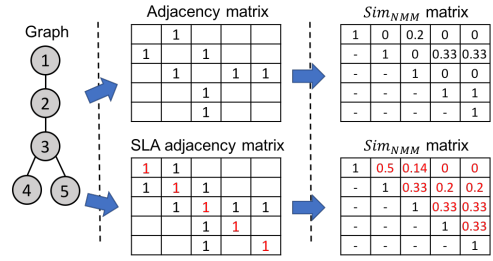 Graph
1
2
3
4 5
Adjacency matrix
1
1 1
1 1 1
1
1
Sim_NMM matrix
1 0 0.2 0 0
- 1 0 0.33 0.33
- - 1 0 0
- - - 1 1
- - - - 1
SLA adjacency matrix
1 1
1 1 1
1 1 1 1
1 1
1 1
Sim_NMM matrix
1 0.5 0.14 0 0
- 1 0.33 0.2 0.2
- - 1 0.33 0.33
- - - 1 0.33
- - - - 1